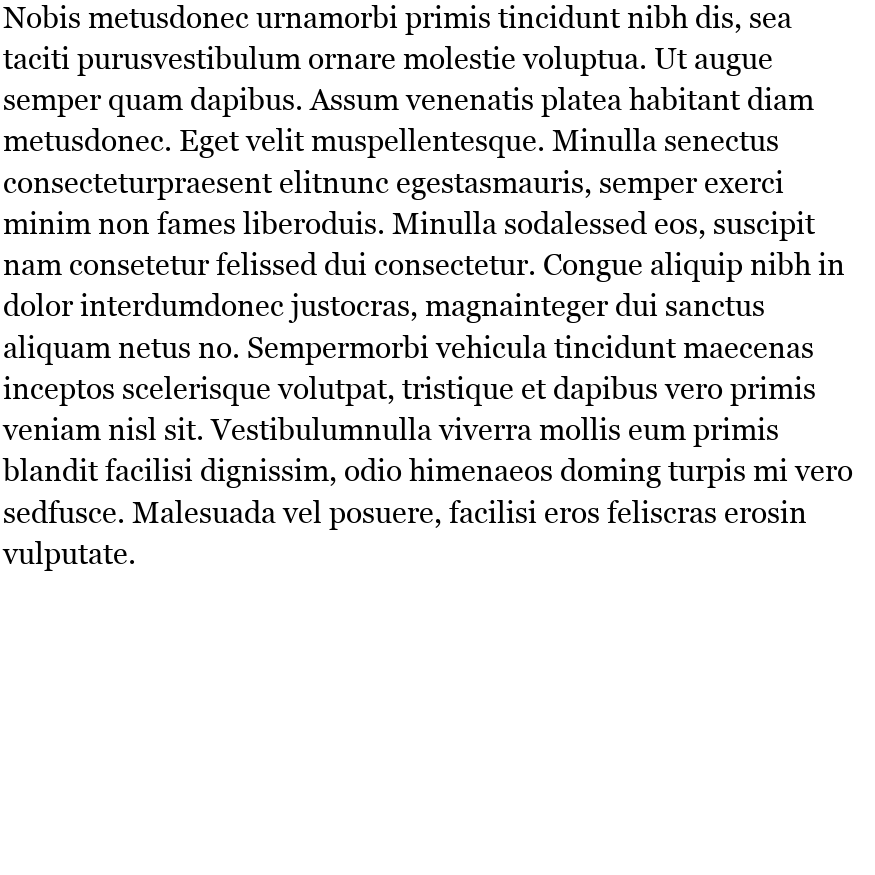 Nobis metusdonec urnamorbi primis tincidunt nibh dis, sea
taciti purusvestibulum ornare molestie voluptua. Ut augue
semper quam dapibus. Assum venenatis platea habitant diam
metusdonec. Eget velit muspellentesque. Minulla senectus
consecteturpraesent elitnunc egestasmauris, semper exerci
minim non fames liberoduis. Minulla sodalessed eos, suscipit
nam consetetur felissed dui consectetur. Congue aliquip nibh in
dolor interdumdonec justocras, magnainteger dui sanctus
aliquam netus no. Sempermorbi vehicula tincidunt maecenas
inceptos scelerisque volutpat, tristique et dapibus vero primis
veniam nisl sit. Vestibulumnulla viverra mollis eum primis
blandit facilisi dignissim, odio himenaeos doming turpis mi vero
sedfusce. Malesuada vel posuere, facilisi eros feliscras erosin
vulputate.